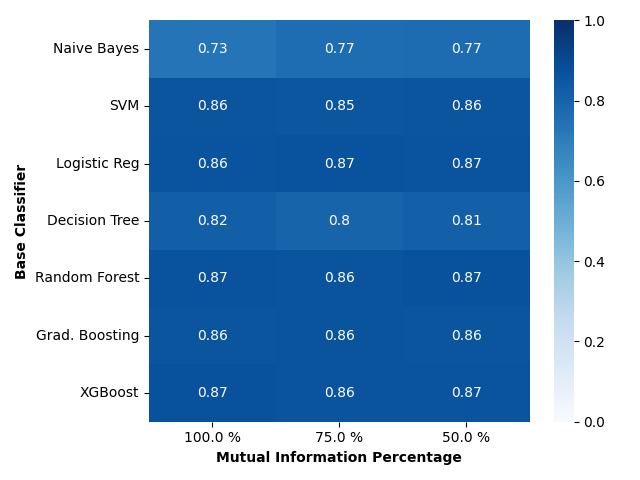 1.0
Naive Bayes 0.73 0.77 0.77
SVM 0.86 0.85 0.86
0.8
Logistic Reg 0.86 0.87 0.87
0.6
Decision Tree 0.82 0.8 0.81
Random Forest 0.87 0.86 0.87
0.4
Grad. Boosting 0.86 0.86 0.86
0.2
XGBoost 0.87 0.86 0.87
0.0
100.0 % 75.0 % 50.0 %
Mutual Information Percentage
Base Classifier